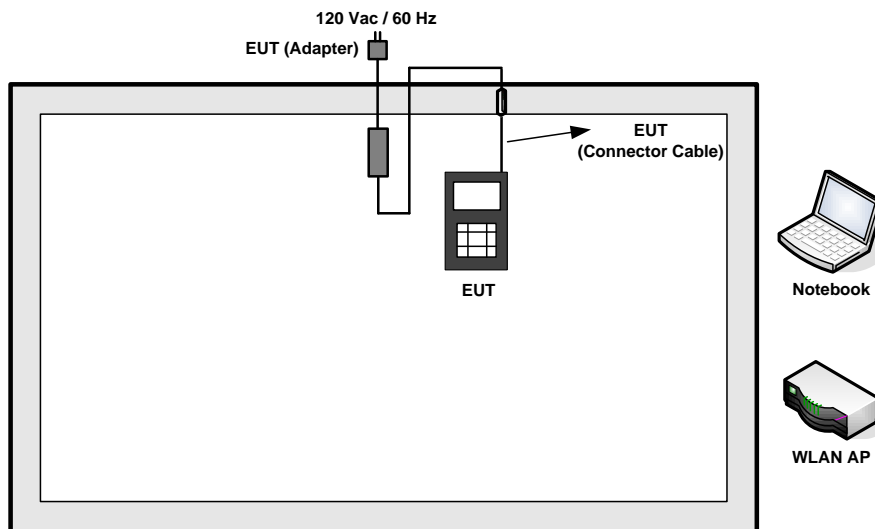 120 Vac / 60 Hz
EUT (Adapter)
EUT
(Connector Cable)
EUT
Notebook
WLAN AP